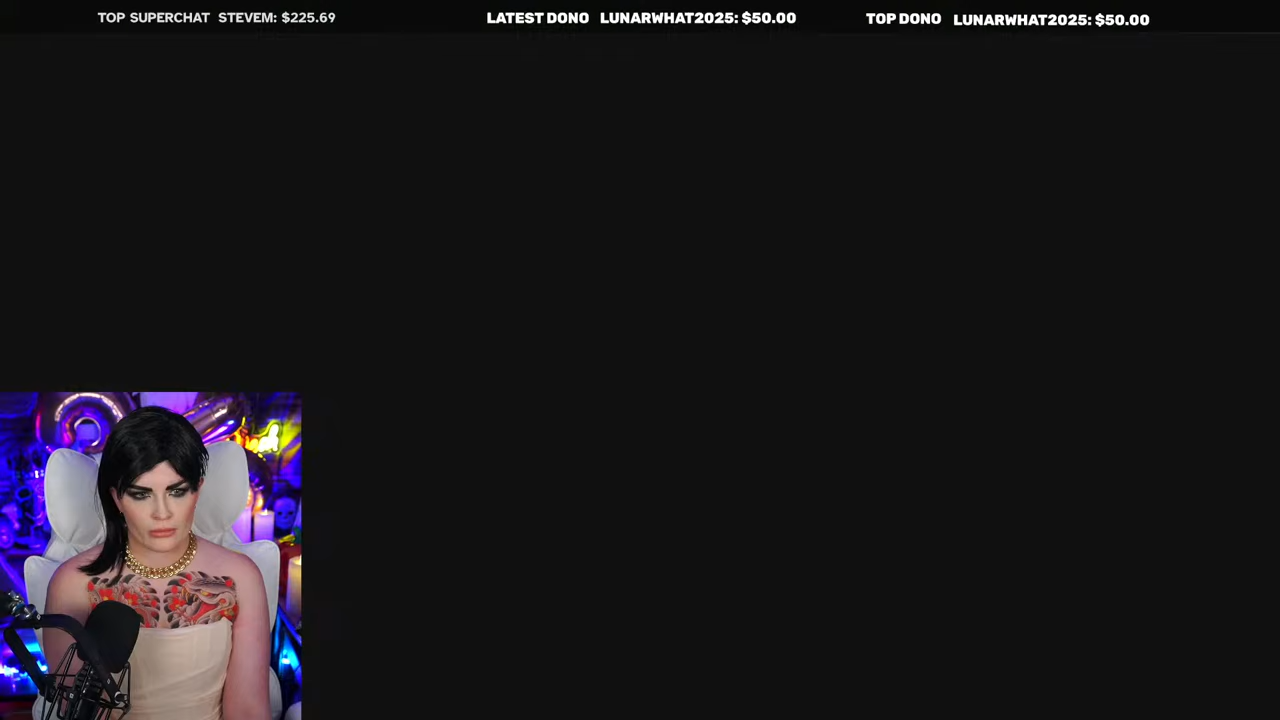 TOP SUPERCHAT STEVEM: $225.69
LATEST DONO LUNARWHAT2025: $50.00
TOP DONO LUNARWHAT2025: $50.00